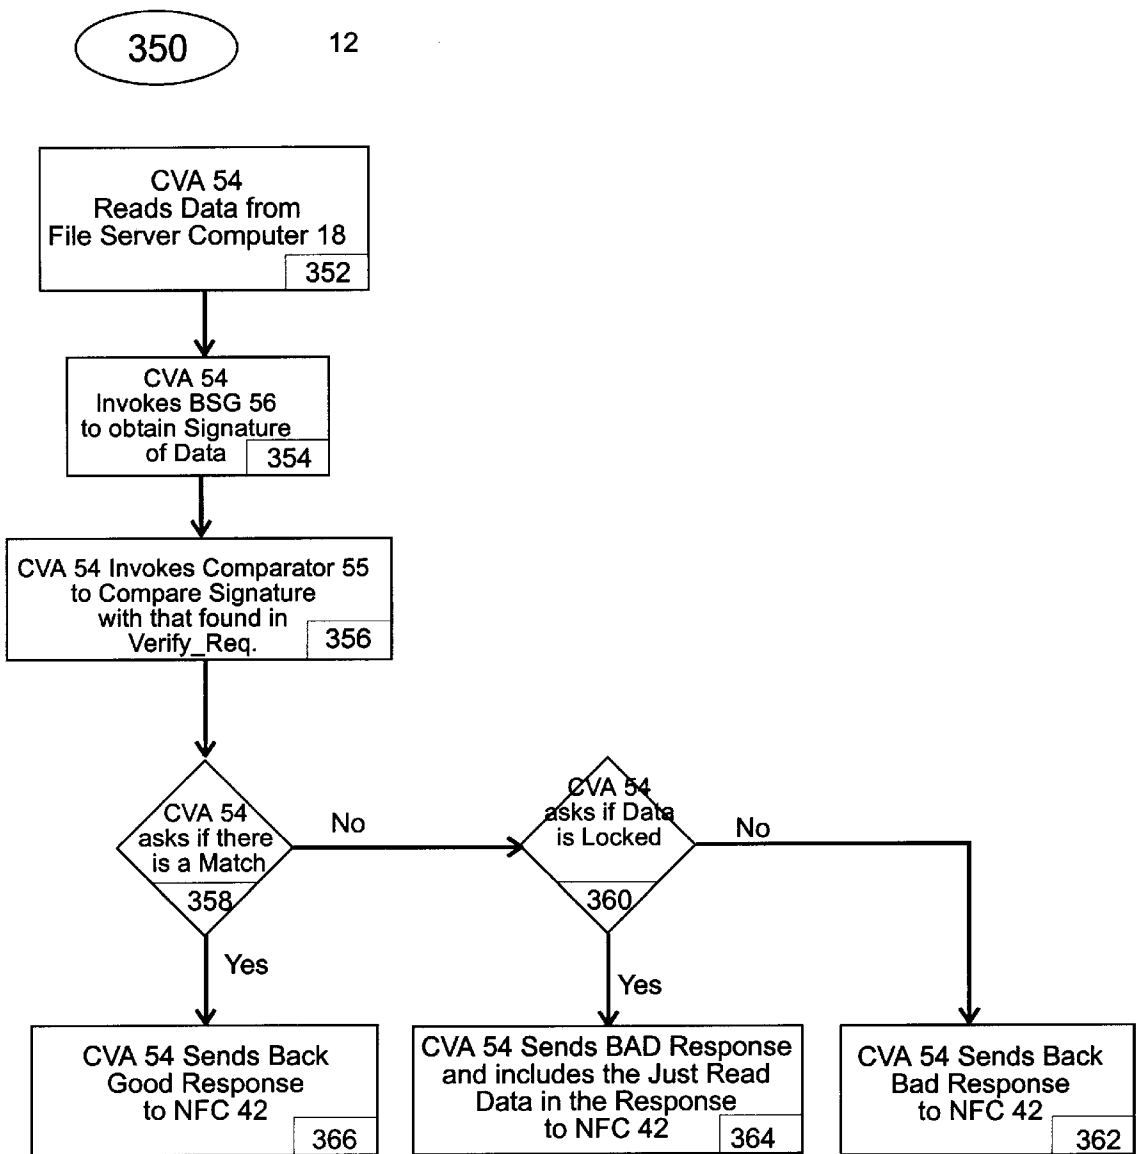 350
12
CVA 54
Reads Data from
File Server Computer 18
352
CVA 54
Invokes BSG 56
to obtain Signature
of Data
354
CVA 54 Invokes Comparator 55
to Compare Signature
with that found in
Verify_Req.
356
CVA 54
asks if there
is a Match
358
No
CVA 54
asks if Data
is Locked
360
No
Yes
Yes
CVA 54 Sends Back
Good Response
to NFC 42
366
CVA 54 Sends BAD Response
and includes the Just Read
Data in the Response
to NFC 42
364
CVA 54 Sends Back
Bad Response
to NFC 42
362